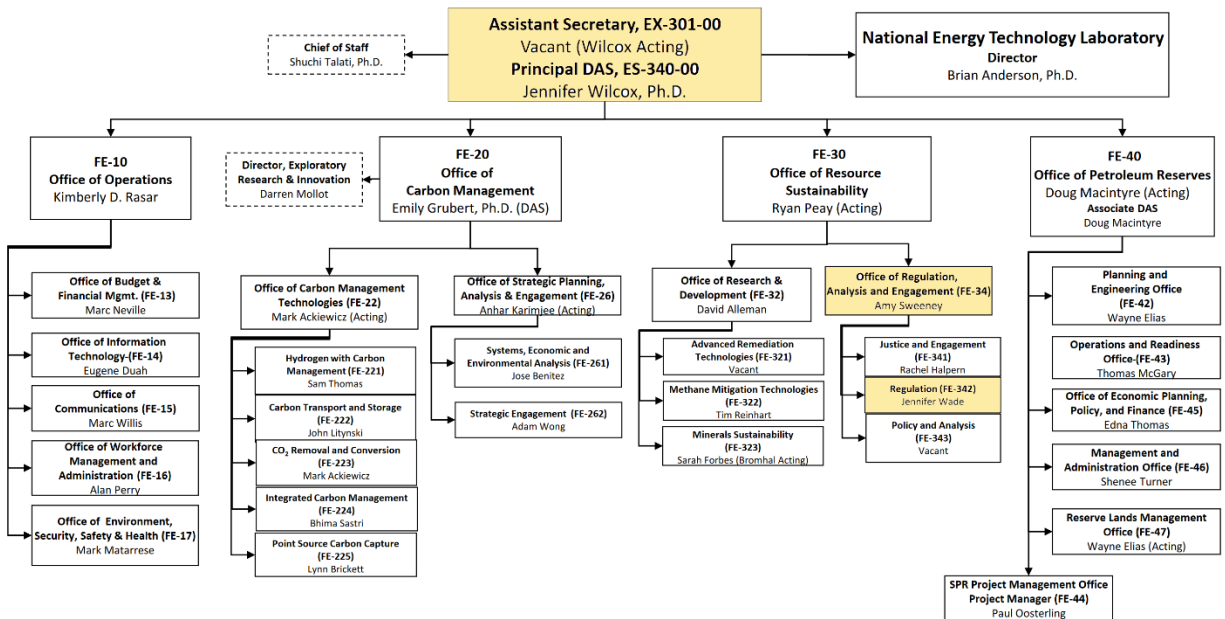 Assistant Secretary, EX-301-00
Vacant (Wilcox Acting)
Principal DAS, ES-340-00
Jennifer Wilcox, Ph.D.
Chief of Staff
Shuchi Talati, Ph.D.
National Energy Technology Laboratory
Director
Brian Anderson, Ph.D.
FE-10
Office of Operations
Kimberly D. Rasar
Director, Exploratory
Research & Innovation
Darren Mollot
FE-20
Office of
Carbon Management
Emily Grubert, Ph.D. (DAS)
FE-30
Office of Resource
Sustainability
Ryan Peay (Acting)
FE-40
Office of Petroleum Reserves
Doug Macintyre (Acting)
Associate DAS
Doug Macintyre
Office of Budget &
Financial Mgmt. (FE-13)
Marc Neville
Office of Information
Technology-(FE-14)
Eugene Duah
Office of
Communications (FE-15)
Marc Willis
Office of Workforce
Management and
Administration (FE-16)
Alan Perry
Office of  Environment,
Security, Safety & Health (FE-17)
Mark Matarrese
Office of Carbon Management
Technologies (FE-22)
Mark Ackiewicz (Acting)
Hydrogen with Carbon
Management (FE-221)
Sam Thomas
Carbon Transport and Storage
(FE-222)
John Litynski
CO₂ Removal and Conversion
(FE-223)
Mark Ackiewicz
Integrated Carbon Management
(FE-224)
Bhima Sastri
Point Source Carbon Capture
(FE-225)
Lynn Brickett
Office of Strategic Planning,
Analysis & Engagement (FE-26)
Anhar Karimjee (Acting)
Systems, Economic and
Environmental Analysis (FE-261)
Jose Benitez
Strategic Engagement  (FE-262)
Adam Wong
Office of Research &
Development (FE-32)
David Alleman
Advanced Remediation
Technologies (FE-321)
Vacant
Methane Mitigation Technologies
(FE-322)
Tim Reinhart
Minerals Sustainability
(FE-323)
Sarah Forbes (Bromhal Acting)
Office of Regulation,
Analysis and Engagement (FE-34)
Amy Sweeney
Justice and Engagement
(FE-341)
Rachel Halpern
Regulation (FE-342)
Jennifer Wade
Policy and Analysis
(FE-343)
Vacant
Planning and
Engineering Office
(FE-42)
Wayne Elias
Operations and Readiness
Office-(FE-43)
Thomas McGary
Office of Economic Planning,
Policy, and Finance (FE-45)
Edna Thomas
Management and
Administration Office (FE-46)
Shenee Turner
Reserve Lands Management
Office (FE-47)
Wayne Elias (Acting)
SPR Project Management Office
Project Manager (FE-44)
Paul Oosterling